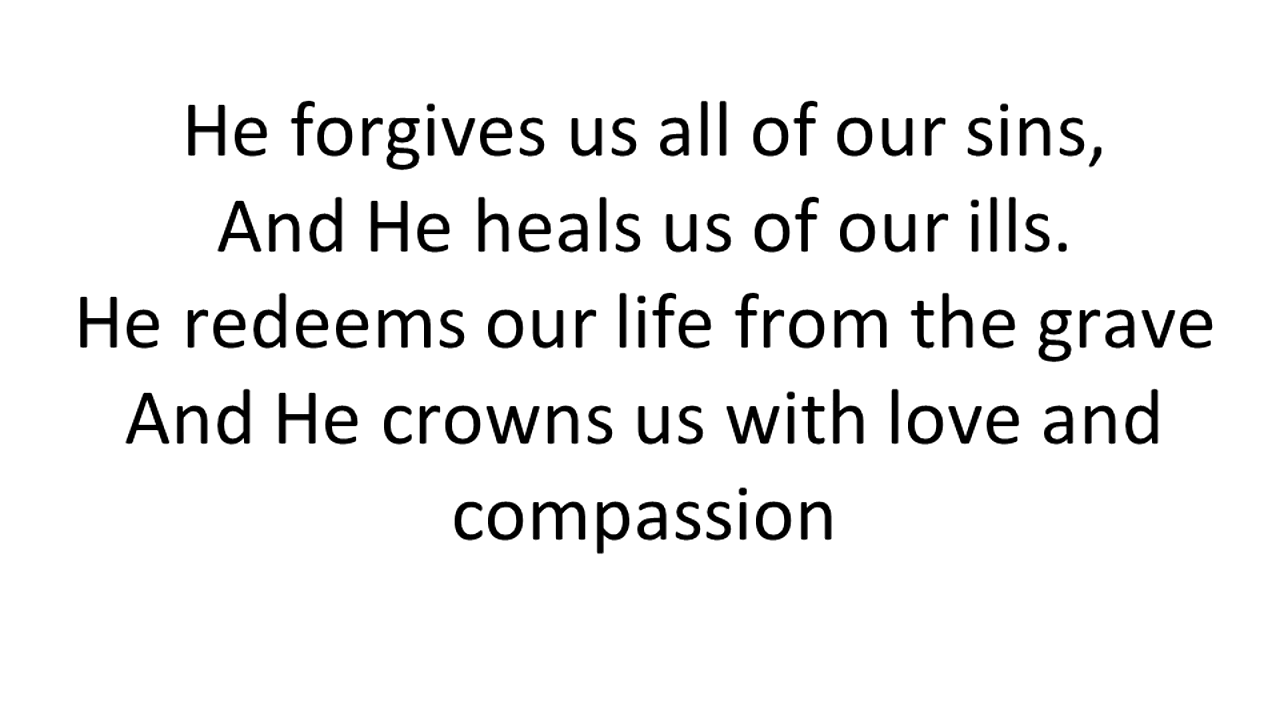 He forgives us all of our sins,
And He heals us of our ills.
He redeems our life from the grave
And He crowns us with love and
compassion